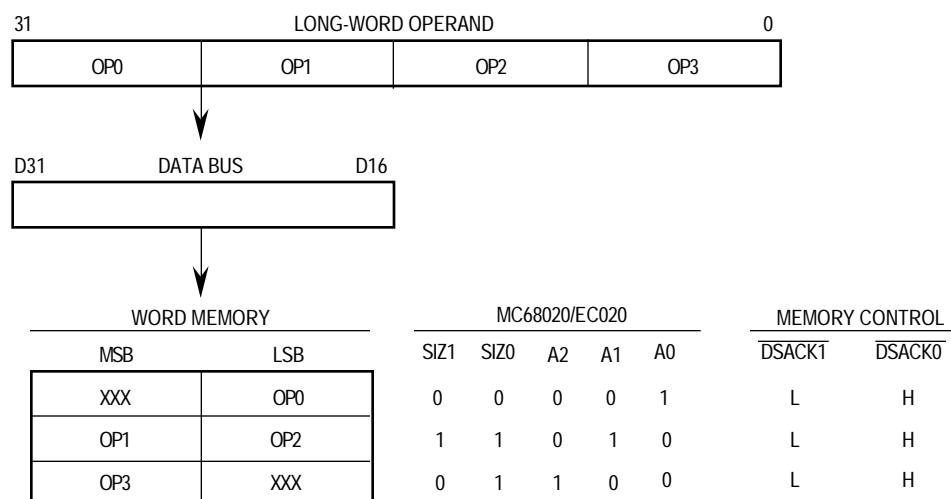 31 LONG-WORD OPERAND 0
OP0 OP1 OP2 OP3
D31 DATA BUS D16
WORD MEMORY MC68020/EC020 MEMORY CONTROL
MSB LSB SIZ1 SIZ0 A2 A1 A0 DSACK1 DSACK0
XXX OP0 0 0 0 0 1 L H
OP1 OP2 1 1 0 1 0 L H
OP3 XXX 0 1 1 0 0 L H